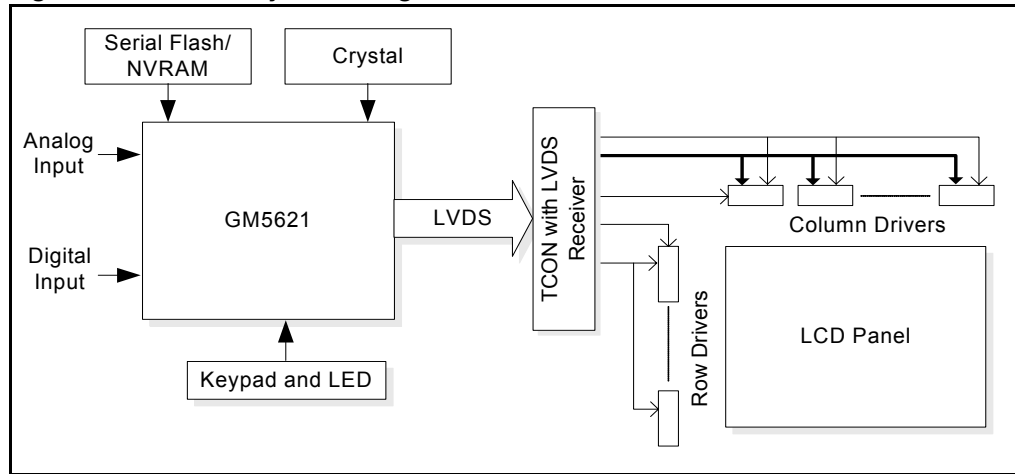 Serial Flash/
NVRAM
Crystal
Analog
Input
GM5621
LVDS
TCON with LVDS
Receiver
Column Drivers
Digital
Input
Row Drivers
LCD Panel
Keypad and LED